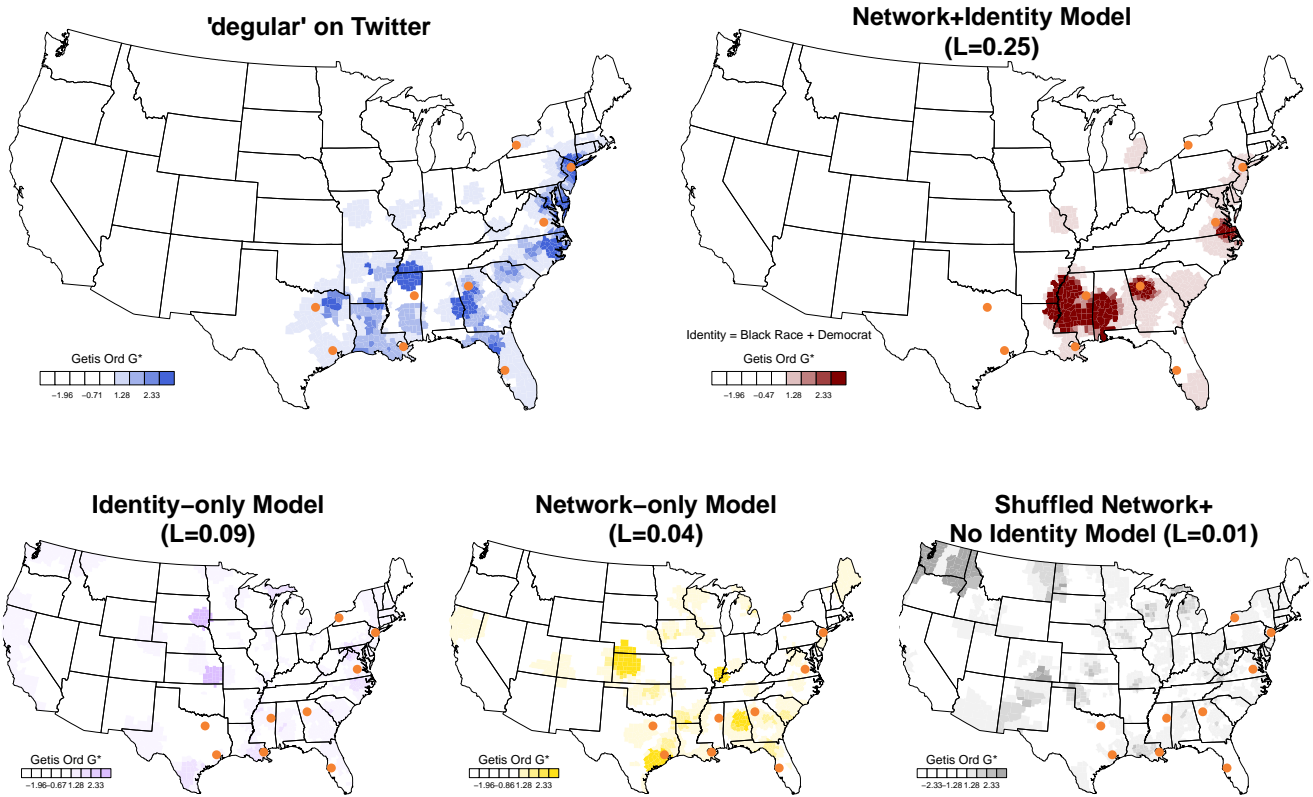 'degular' on Twitter
Network+Identity Model
(L=0.25)
Getis Ord G*
−1.96 −0.71 1.28 2.33
Identity = Black Race + Democrat
Getis Ord G*
−1.96 −0.47 1.28 2.33
Identity−only Model
(L=0.09)
Network−only Model
(L=0.04)
Shuffled Network+
No Identity Model (L=0.01)
Getis Ord G*
−1.96−0.67 1.28 2.33
Getis Ord G*
−1.96−0.86 1.28 2.33
Getis Ord G*
−2.33−1.28 1.28 2.33